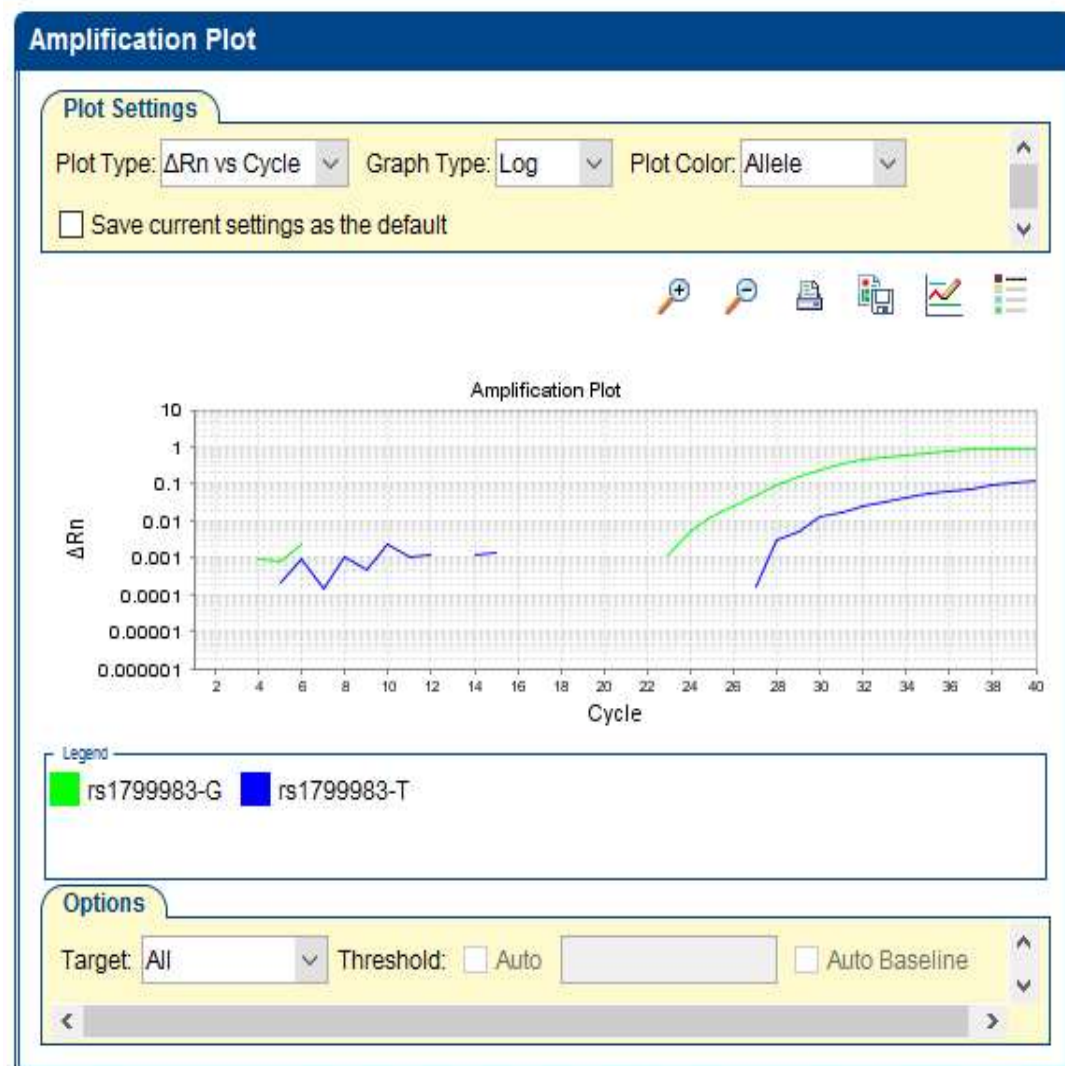 Amplification Plot
Plot Settings
Plot Type: ΔRn vs Cycle Graph Type: Log Plot Color: Allele
Save current settings as the default
Amplification Plot
10
1
0.1
0.01
0.001
0.0001
0.00001
0.000001
ΔRn
2 4 6 8 10 12 14 16 18 20 22 24 26 28 30 32 34 36 38 40
Cycle
Legend
rs1799983-G rs1799983-T
Options
Target: All Threshold: Auto Auto Baseline